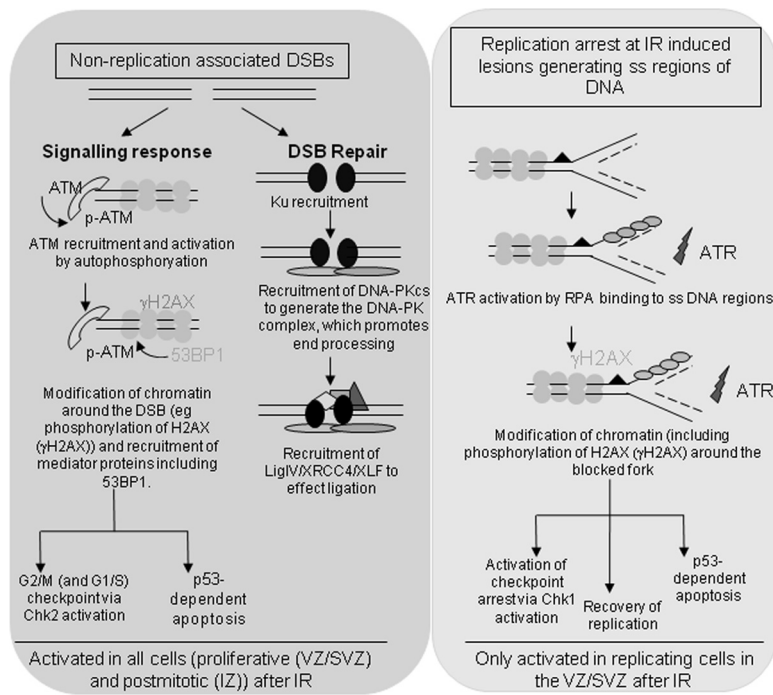 Non-replication associated DSBs
Signalling response
ATM
p-ATM
ATM recruitment and activation
by autophosphoryation
γH2AX
p-ATM
53BP1
Modification of chromatin
around the DSB (eg
phosphorylation of H2AX
(γH2AX)) and recruitment of
mediator proteins including
53BP1.
G2/M (and G1/S)
checkpoint via
Chk2 activation
p53-
dependent
apoptosis
DSB Repair
Ku recruitment
Recruitment of DNA-PKcs
to generate the DNA-PK
complex, which promotes
end processing
Recruitment of
LigIV/XRCC4/XLF to
effect ligation
Activated in all cells (proliferative (VZ/SVZ)
and postmitotic (IZ)) after IR
Replication arrest at IR induced
lesions generating ss regions of
DNA
ATR
ATR activation by RPA binding to ss DNA regions
γH2AX
ATR
Modification of chromatin (including
phosphorylation of H2AX (γH2AX) around the
blocked fork
Activation of
checkpoint
arrest via Chk1
activation
Recovery of
replication
p53-
dependent
apoptosis
Only activated in replicating cells in
the VZ/SVZ after IR